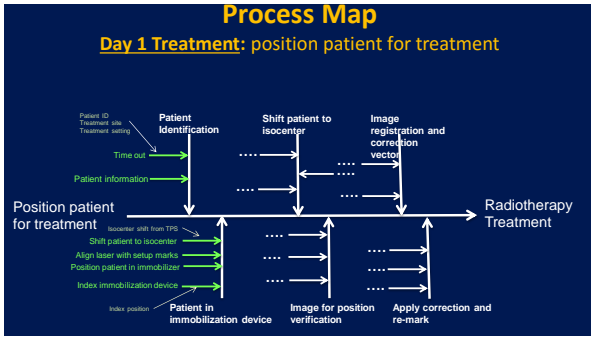 Process Map
Day 1 Treatment: position patient for treatment
Patient ID
Treatment site
Treatment setting
Patient
Identification
Shift patient to
isocenter
Image
registration and
correction
vector
Time out
....
....
....
Patient information
....
....
Position patient
for treatment
Radiotherapy
Treatment
Isocenter shift from TPS
Shift patient to isocenter
Align laser with setup marks
Position patient in immobilizer
Index immobilization device
....
....
....
....
....
....
Index position
Patient in
immobilization device
Image for position
verification
Apply correction and
re-mark